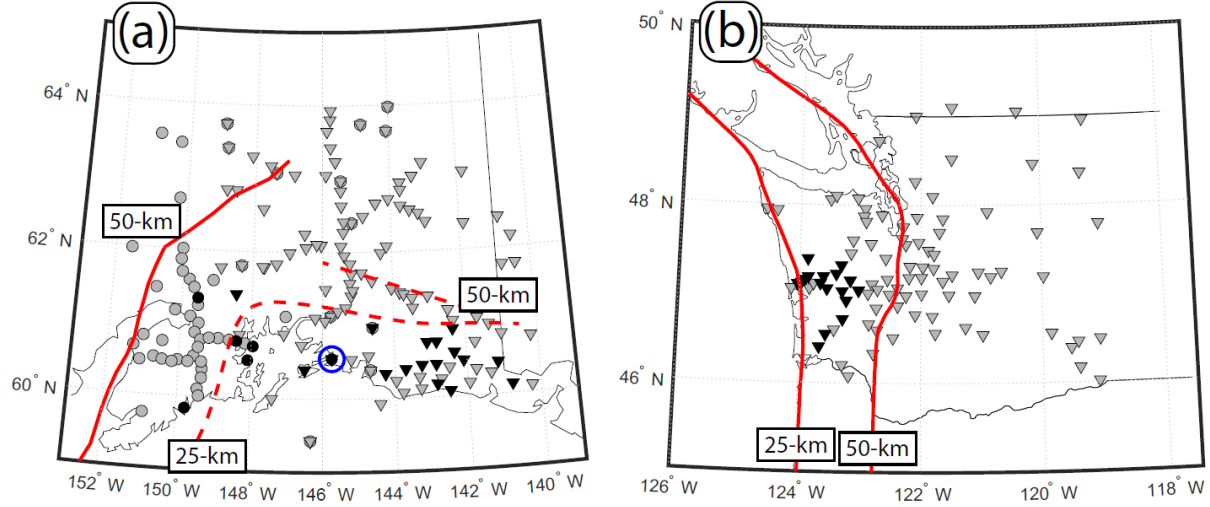 (a)
64° N
62° N
60° N
50-km
50-km
25-km
152° W
150° W
148° W
146° W
144° W
142° W
140° W
(b)
50° N
48° N
46° N
25-km
50-km
126° W
124° W
122° W
120° W
118° W